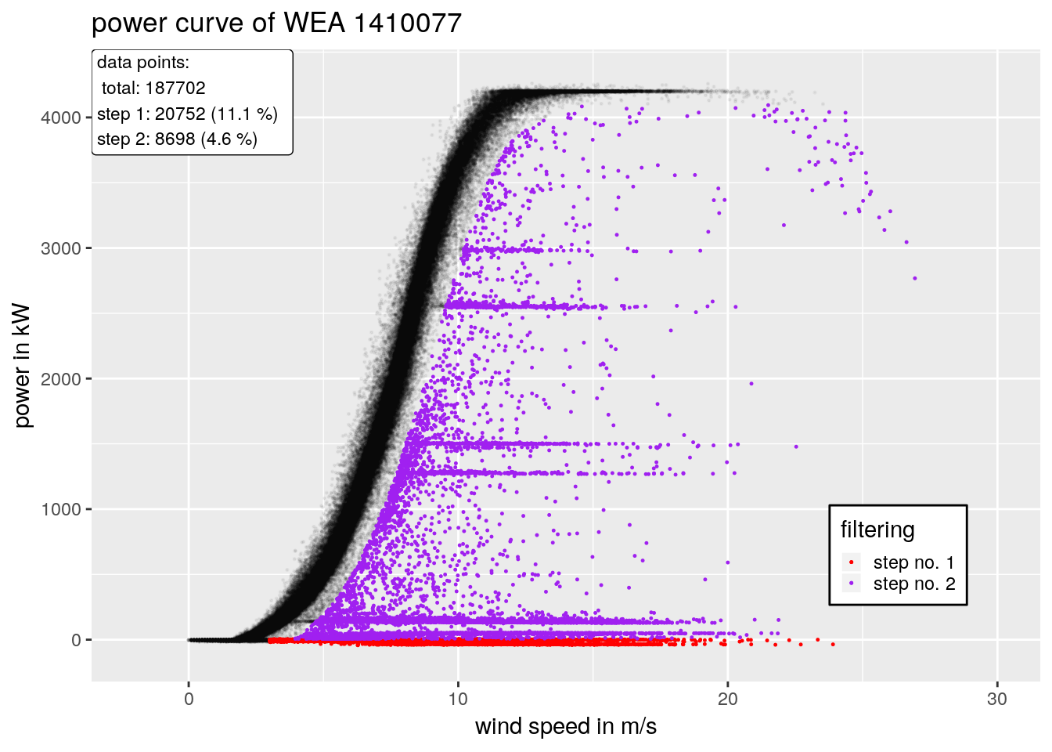 power curve of WEA 1410077
data points:
total: 187702
step 1: 20752 (11.1 %)
step 2: 8698 (4.6 %)
power in kW
4000
3000
2000
1000
0
filtering
step no. 1
step no. 2
0 10 20 30
wind speed in m/s